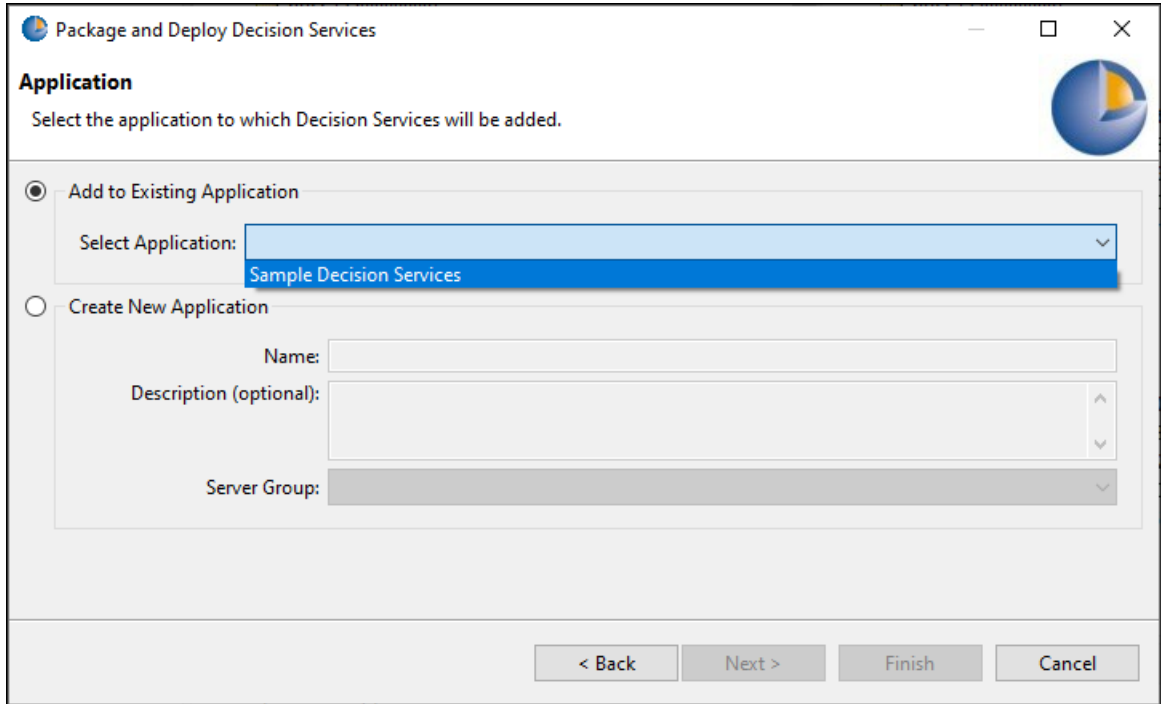 Package and Deploy Decision Services
Application
Select the application to which Decision Services will be added.
Add to Existing Application
Select Application:
Sample Decision Services
Create New Application
Name:
Description (optional):
Server Group:
< Back
Next >
Finish
Cancel